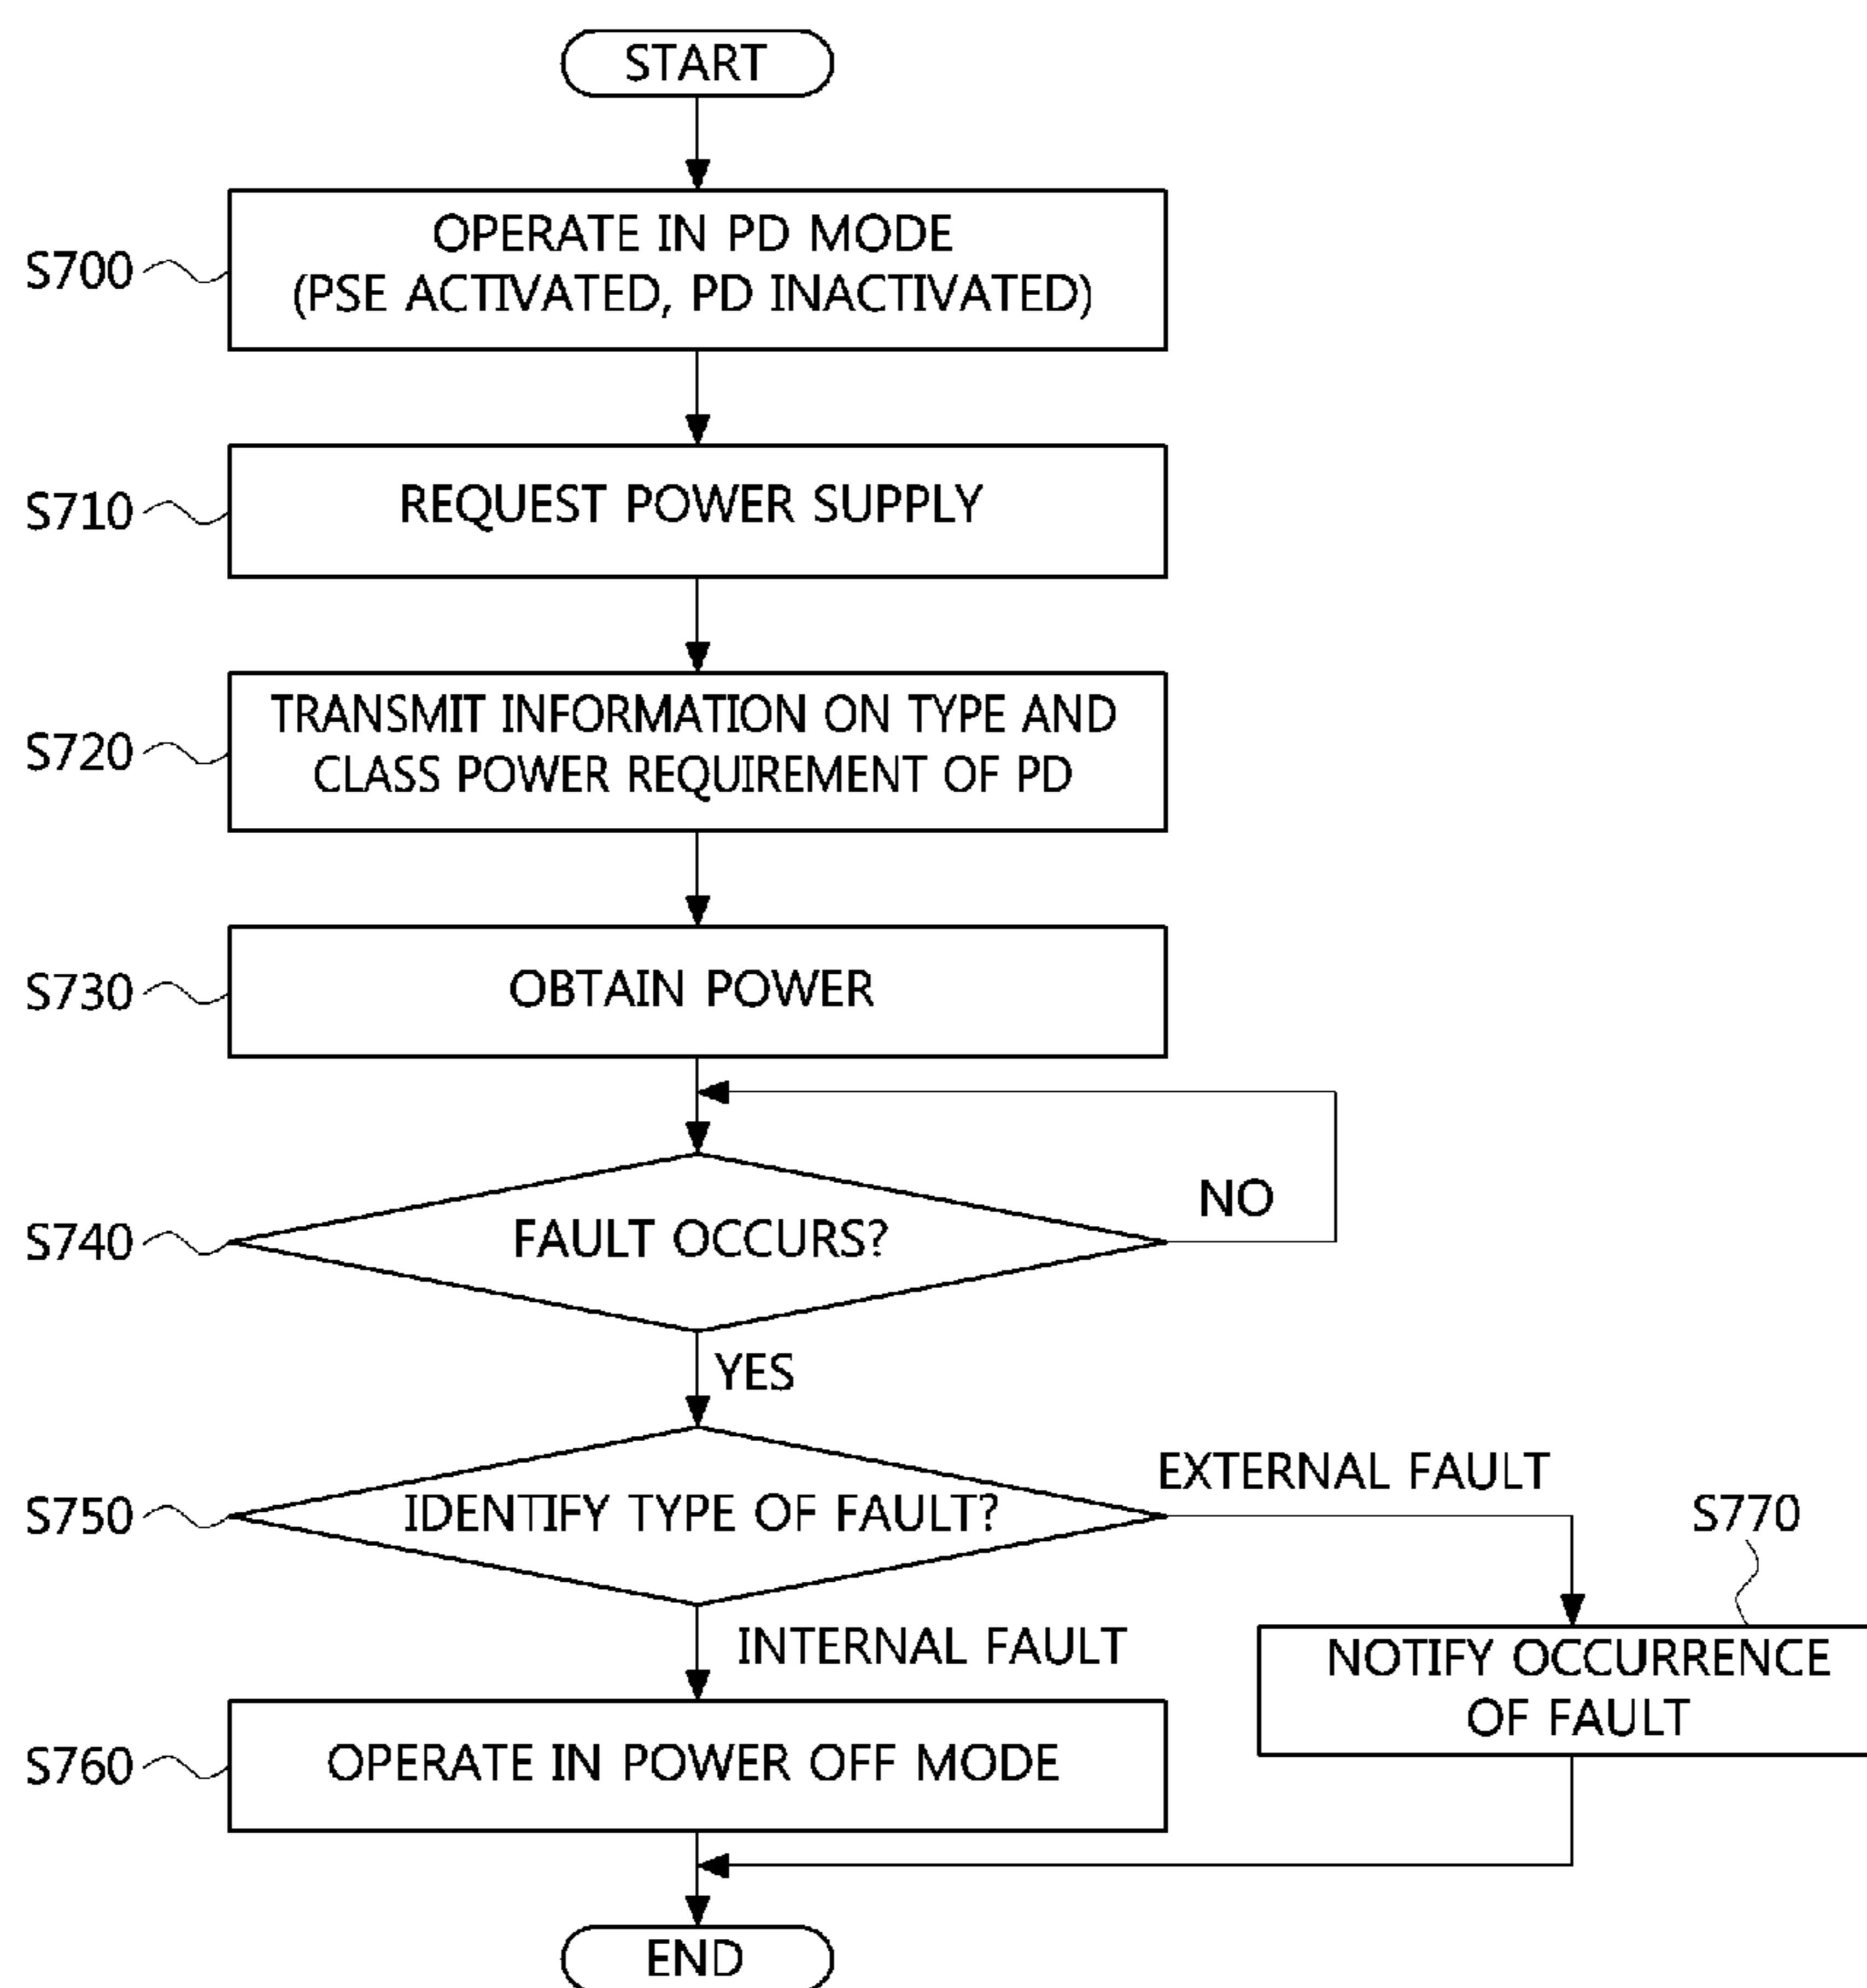 START
S700
OPERATE IN PD MODE
(PSE ACTIVATED, PD INACTIVATED)
S710
REQUEST POWER SUPPLY
S720
TRANSMIT INFORMATION ON TYPE AND
CLASS POWER REQUIREMENT OF PD
S730
OBTAIN POWER
S740
FAULT OCCURS?
NO
YES
S750
IDENTIFY TYPE OF FAULT?
EXTERNAL FAULT
S770
INTERNAL FAULT
NOTIFY OCCURRENCE
OF FAULT
S760
OPERATE IN POWER OFF MODE
END